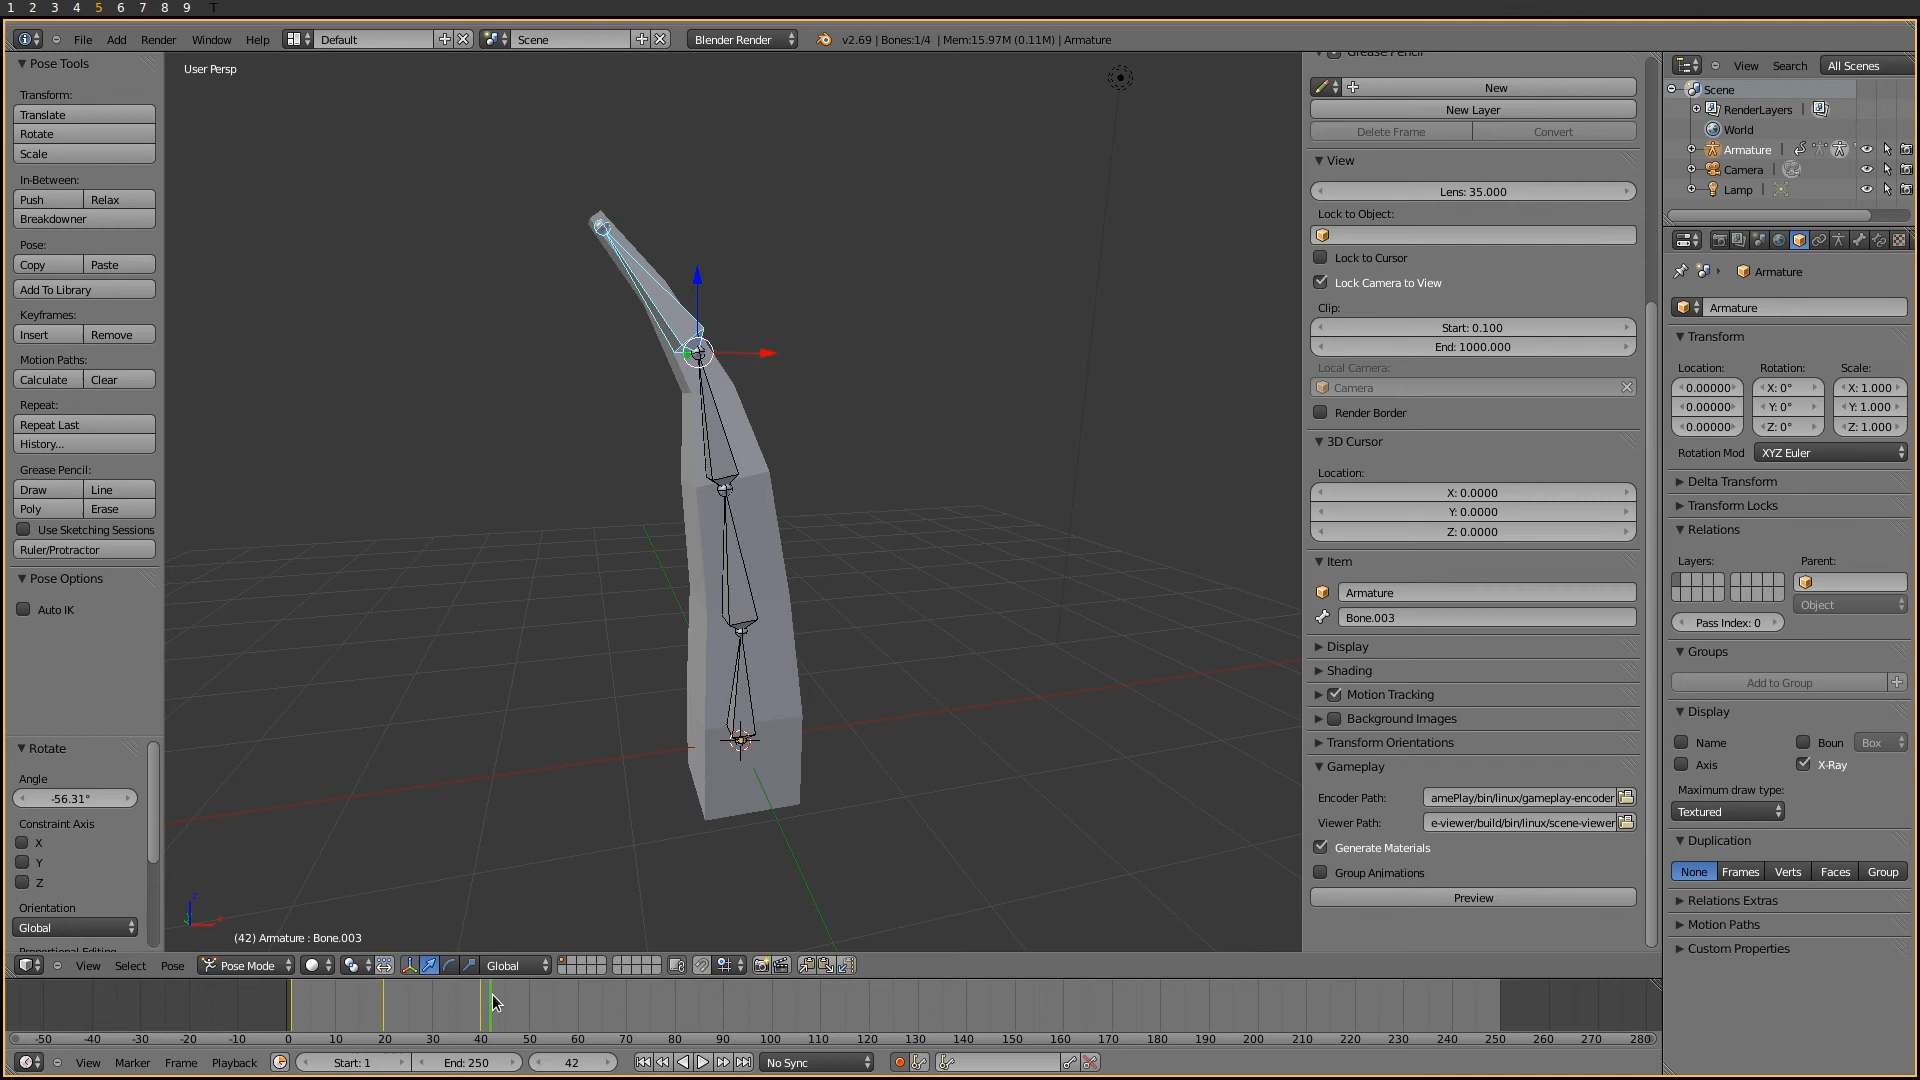 1 2 3 4 5 6 7 8 9 T
File Add Render Window Help Default Scene Blender Render v2.69 | Bones:1/4 | Mem:15.97M (0.11M) | Armature
Pose Tools
Transform:
Translate
Rotate
Scale
In-Between:
Push Relax
Breakdowner
Pose:
Copy Paste
Add To Library
Keyframes:
Insert Remove
Motion Paths:
Calculate Clear
Repeat:
Repeat Last
History...
Grease Pencil:
Draw Line
Poly Erase
Use Sketching Sessions
Ruler/Protractor
Pose Options
Auto IK
Rotate
Angle
-56.31°
Constraint Axis
X
Y
Z
Orientation
Global
User Persp
(42) Armature : Bone.003
View Select Pose Pose Mode Global
Grease Pencil
New
New Layer
Delete Frame Convert
View
Lens: 35.000
Lock to Object:
Lock to Cursor
Lock Camera to View
Clip:
Start: 0.100
End: 1000.000
Local Camera:
Camera
Render Border
3D Cursor
Location:
X: 0.0000
Y: 0.0000
Z: 0.0000
Item
Armature
Bone.003
Display
Shading
Motion Tracking
Background Images
Transform Orientations
Gameplay
Encoder Path: amePlay/bin/linux/gameplay-encoder
Viewer Path: e-viewer/build/bin/linux/scene-viewer
Generate Materials
Group Animations
Preview
View Search All Scenes
Scene
RenderLayers
World
Armature
Camera
Lamp
Armature
Armature
Transform
Location: Rotation: Scale:
0.00000 X: 0° X: 1.000
0.00000 Y: 0° Y: 1.000
0.00000 Z: 0° Z: 1.000
Rotation Mod XYZ Euler
Delta Transform
Transform Locks
Relations
Layers: Parent:
Object
Pass Index: 0
Groups
Add to Group
Display
Name Boun Box
Axis X-Ray
Maximum draw type:
Textured
Duplication
None Frames Verts Faces Group
Relations Extras
Motion Paths
Custom Properties
-50 -40 -30 -20 -10 0 10 20 30 40 50 60 70 80 90 100 110 120 130 140 150 160 170 180 190 200 210 220 230 240 250 260 270 280
View Marker Frame Playback Start: 1 End: 250 42 No Sync